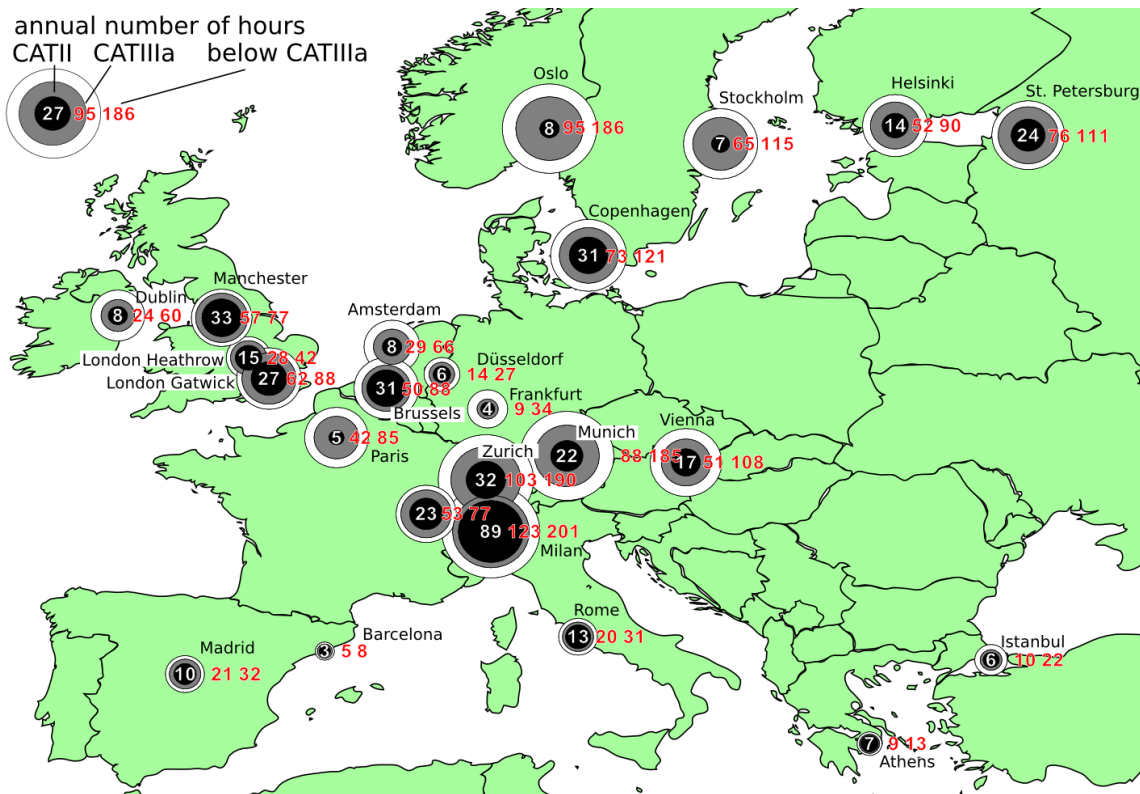 annual number of hours
CATII CATIIIa below CATIIIa
27 95 186
Oslo
8 95 186
Stockholm
7 65 115
Helsinki
14 52 90
St. Petersburg
24 76 111
Copenhagen
31 73 121
Manchester
33 57 77
Dublin
8 24 60
London Heathrow
15 28 42
London Gatwick
27 62 88
Amsterdam
8 29 66
Düsseldorf
6 14 27
31 50 88
Brussels
Frankfurt
4 9 34
5 42 85
Paris
Munich
22 88 185
Vienna
17 51 108
Zurich
32 103 190
23 53 77
89 123 201
Milan
Rome
13 20 31
Barcelona
3 5 8
Madrid
10 21 32
Istanbul
6 10 22
7 9 13
Athens